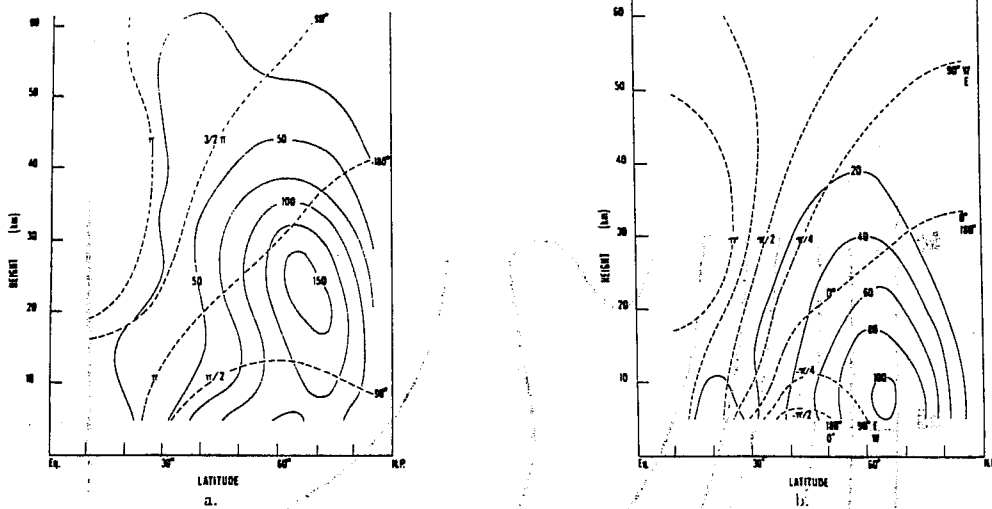 60
50
40
30
20
10
HEIGHT (km)
Eq. 30° 60° N.P.
LATITUDE
a.
90°
π
3/2 π
50
180°
100
50
150
π
π/2
90°
60
50
40
30
20
10
HEIGHT (km)
Eq. 30° 60° N.P.
LATITUDE
b.
90° W
E
20
0°
180°
π
π/2
π/4
40
0°
60
80
π/4
100
π/2
180°
0°
90° E
W